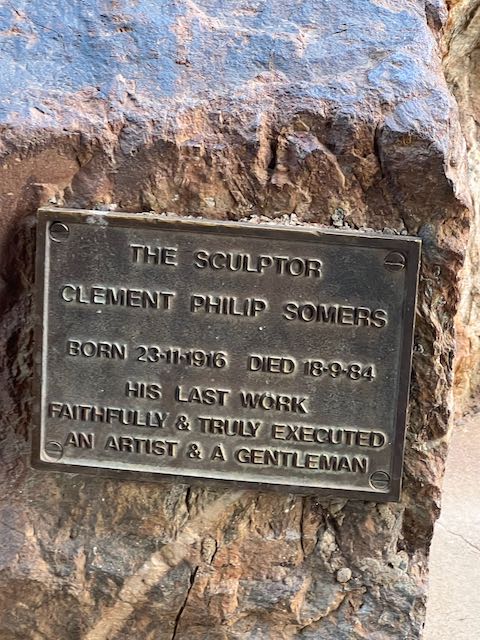 THE SCULPTOR
CLEMENT PHILIP SOMERS
BORN 23-11-1916 DIED 18-9-84
HIS LAST WORK
FAITHFULLY & TRULY EXECUTED
AN ARTIST & A GENTLEMAN